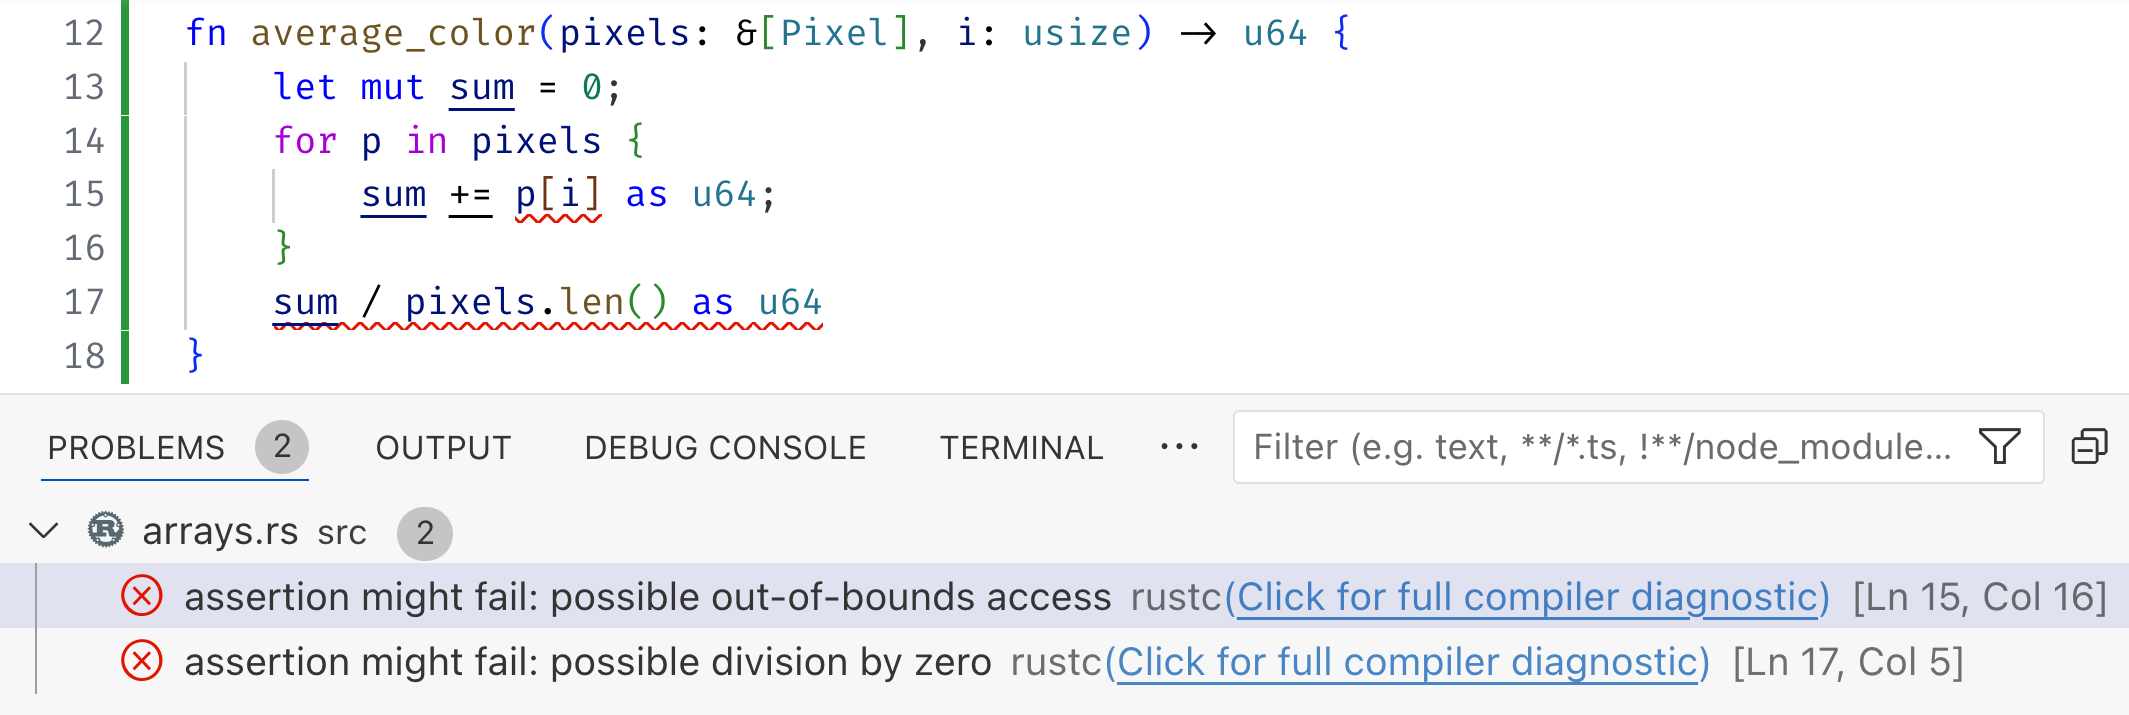 12 fn average_color(pixels: &[Pixel], i: usize) → u64 {
13 let mut sum = 0;
14 for p in pixels {
15 sum += p[i] as u64;
16 }
17 sum / pixels.len() as u64
18 }
PROBLEMS 2 OUTPUT DEBUG CONSOLE TERMINAL ··· Filter (e.g. text, **/*.ts, !**/node_module...
arrays.rs src 2
assertion might fail: possible out-of-bounds access rustc(Click for full compiler diagnostic) [Ln 15, Col 16]
assertion might fail: possible division by zero rustc(Click for full compiler diagnostic) [Ln 17, Col 5]